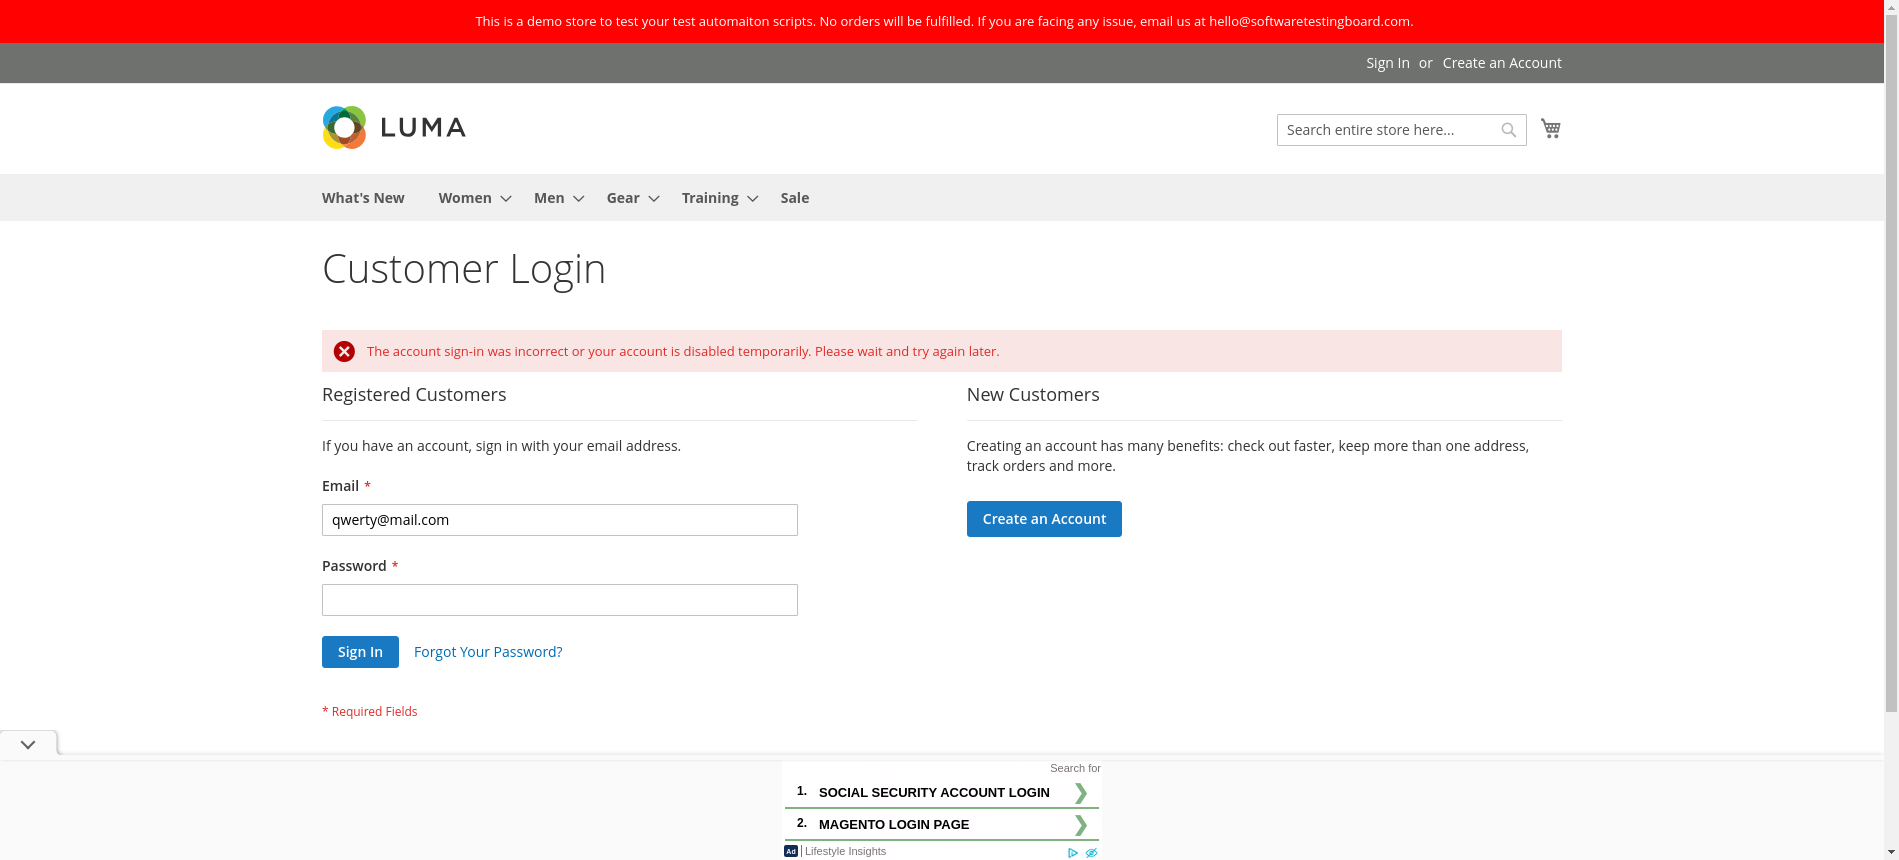 This is a demo store to test your test automaiton scripts. No orders will be fulfilled. If you are facing any issue, email us at hello@softwaretestingboard.com.
Sign In or Create an Account
LUMA
Search entire store here...
What's New Women Men Gear Training Sale
Customer Login
The account sign-in was incorrect or your account is disabled temporarily. Please wait and try again later.
Registered Customers
If you have an account, sign in with your email address.
Email *
qwerty@mail.com
Password *
Sign In Forgot Your Password?
* Required Fields
New Customers
Creating an account has many benefits: check out faster, keep more than one address,
track orders and more.
Create an Account
Search for
1. SOCIAL SECURITY ACCOUNT LOGIN
2. MAGENTO LOGIN PAGE
Ad Lifestyle Insights